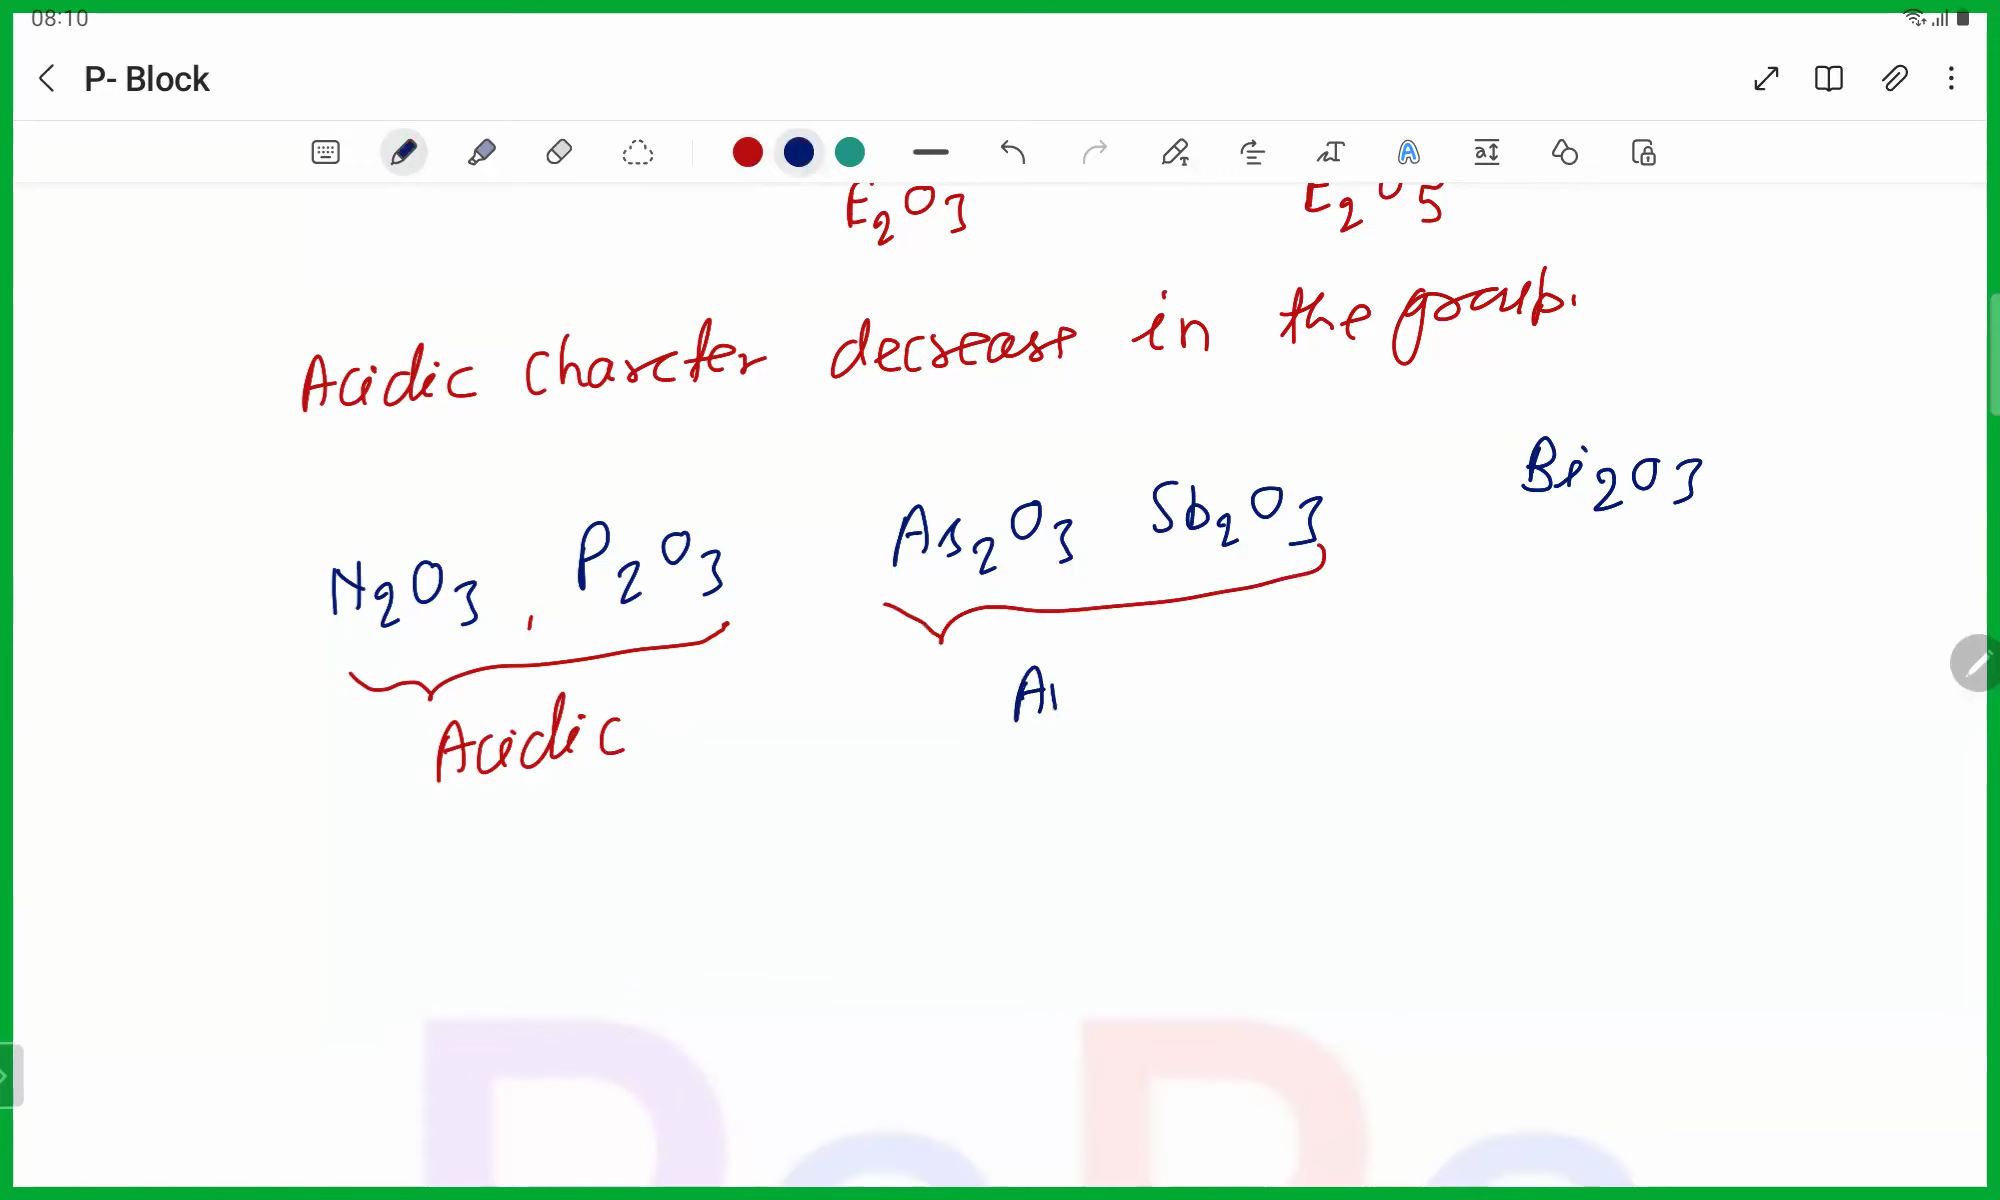 08:10
P- Block
E₂O₃ E₂O₅
Acidic charcter decrease in the group.
N₂O₃ , P₂O₃ As₂O₃ Sb₂O₃ Bi₂O₃
Acidic